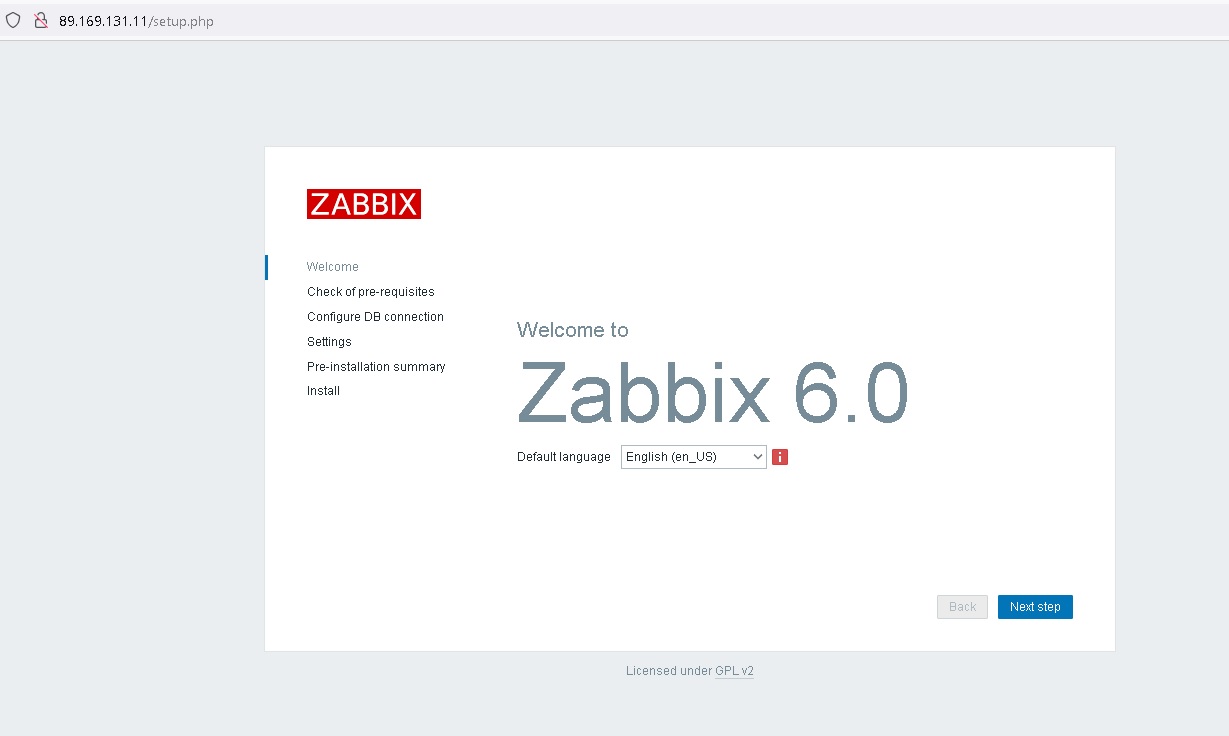 89.169.131.11/setup.php
ZABBIX
Welcome
Check of pre-requisites
Configure DB connection
Settings
Pre-installation summary
Install
Welcome to
Zabbix 6.0
Default language English (en_US) i
Back Next step
Licensed under GPL v2